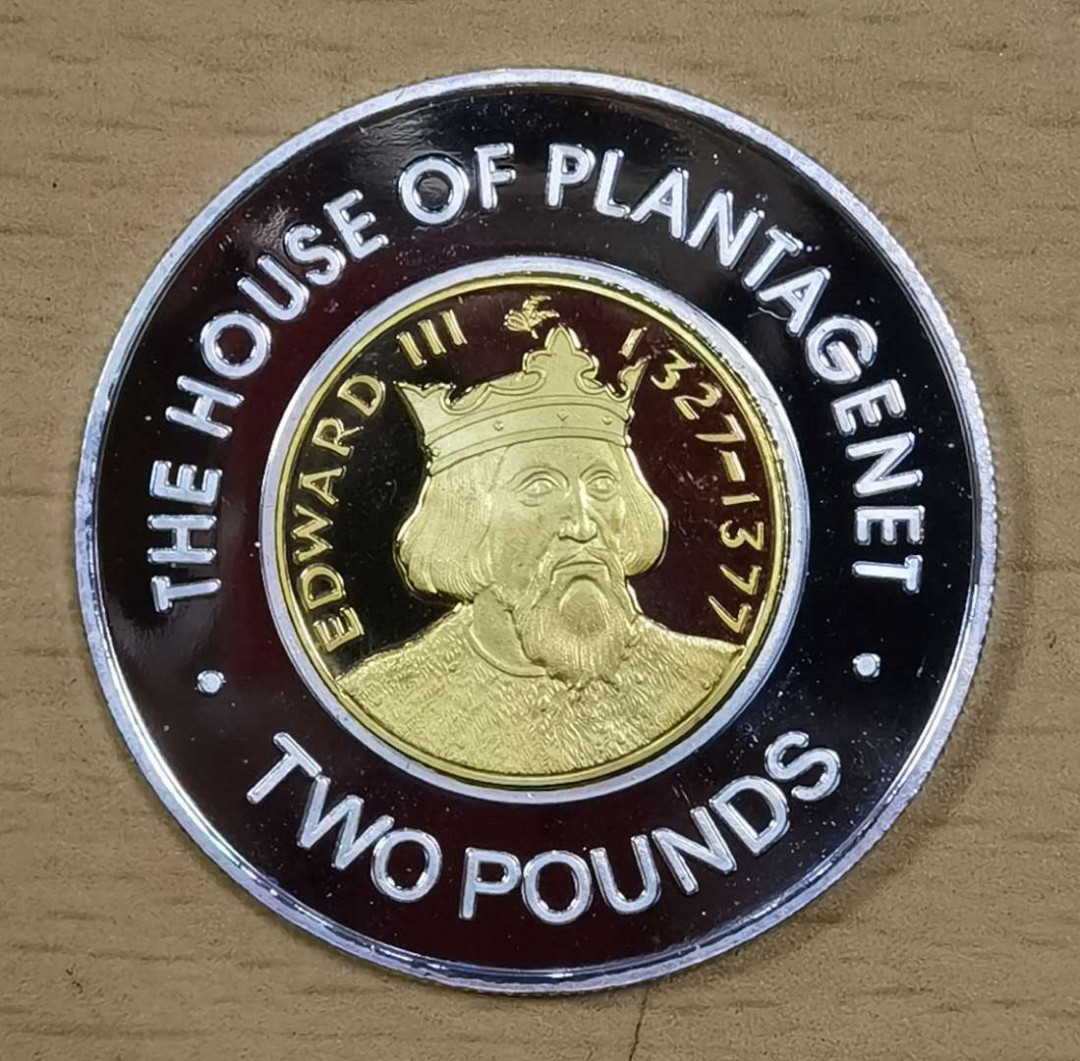 THE HOUSE OF PLANTAGENET
EDWARD III 1327-1377
• TWO POUNDS •